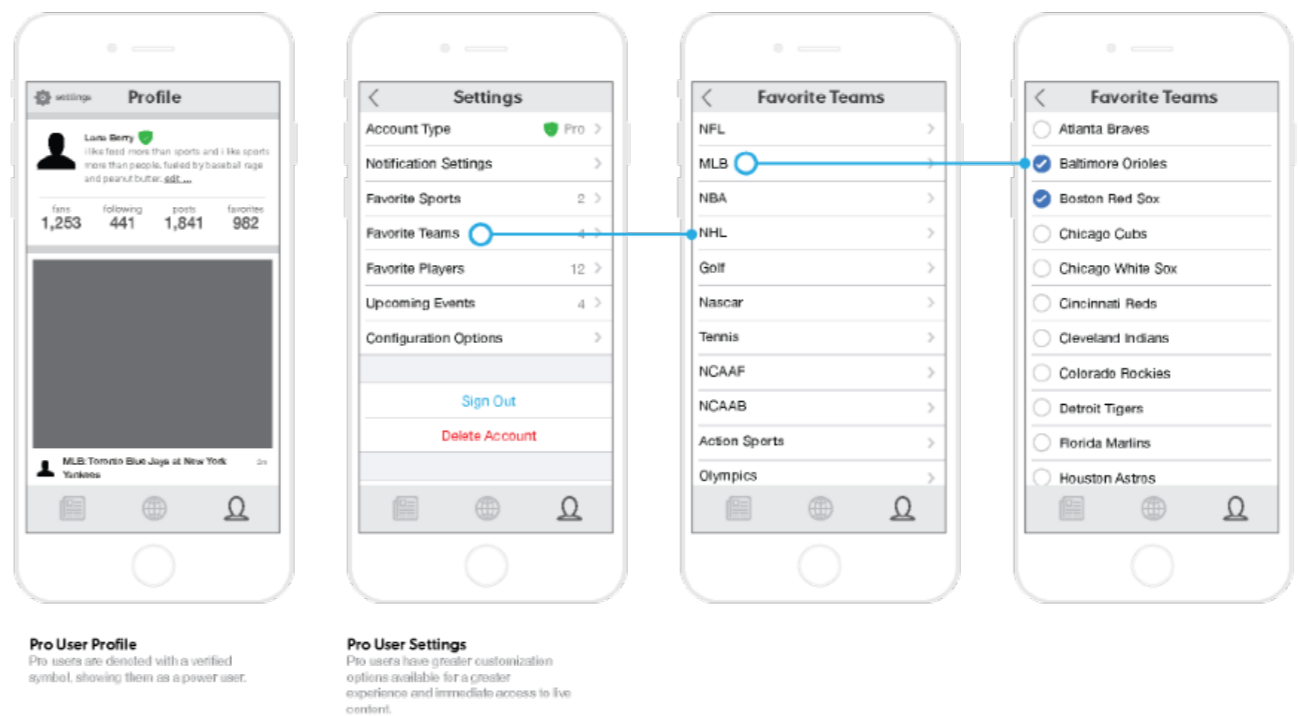 settings Profile
Lana Berry
i like food more than sports and i like sports
more than people. fueled by baseball rage
and peanut butter. edit ...
fans following posts favorites
1,253 441 1,841 982
MLB: Toronto Blue Jays at New York 2m
Yankees
Pro User Profile
Pro users are denoted with a verified
symbol, showing them as a power user.
Settings
Account Type Pro
Notification Settings
Favorite Sports 2
Favorite Teams 4
Favorite Players 12
Upcoming Events 4
Configuration Options
Sign Out
Delete Account
Pro User Settings
Pro users have greater customization
options available for a greater
experience and immediate access to live
content.
Favorite Teams
NFL
MLB
NBA
NHL
Golf
Nascar
Tennis
NCAAF
NCAAB
Action Sports
Olympics
Favorite Teams
Atlanta Braves
Baltimore Orioles
Boston Red Sox
Chicago Cubs
Chicago White Sox
Cincinnati Reds
Cleveland Indians
Colorado Rockies
Detroit Tigers
Florida Marlins
Houston Astros